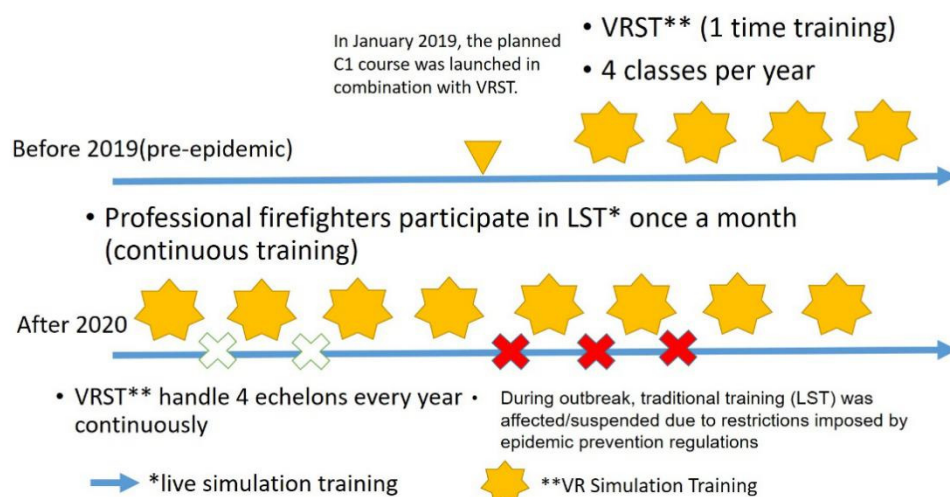 In January 2019, the planned
C1 course was launched in
combination with VRST.
• VRST** (1 time training)
• 4 classes per year
Before 2019(pre-epidemic)
• Professional firefighters participate in LST* once a month
(continuous training)
After 2020
• VRST** handle 4 echelons every year
continuously
• During outbreak, traditional training (LST) was
affected/suspended due to restrictions imposed by
epidemic prevention regulations
*live simulation training
**VR Simulation Training